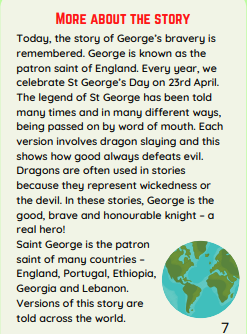 MORE ABOUT THE STORY
Today, the story of George's bravery is
remembered. George is known as the
patron saint of England. Every year, we
celebrate St George's Day on 23rd April.
The legend of St George has been told
many times and in many different ways,
being passed on by word of mouth. Each
version involves dragon slaying and this
shows how good always defeats evil.
Dragons are often used in stories
because they represent wickedness or
the devil. In these stories, George is the
good, brave and honourable knight – a
real hero!
Saint George is the patron
saint of many countries –
England, Portugal, Ethiopia,
Georgia and Lebanon.
Versions of this story are
told across the world.
7